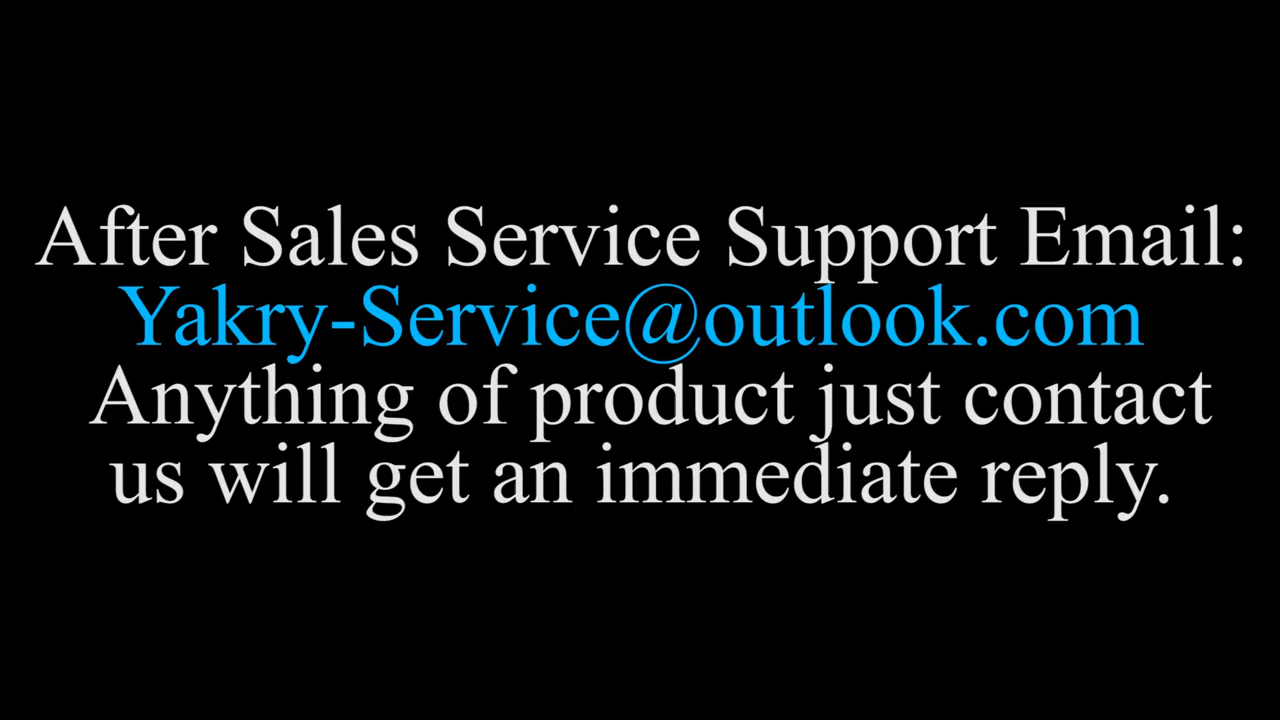 After Sales Service Support Email:
Yakry-Service@outlook.com
Anything of product just contact
us will get an immediate reply.